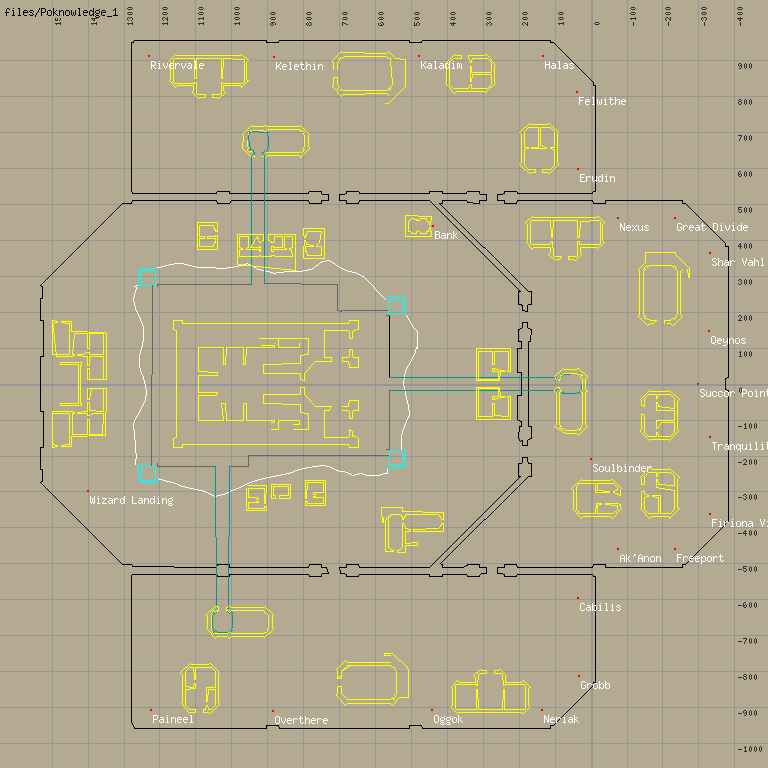 files/Poknowledge_1
1300 1200 1100 1000 900 800 700 600 500 400 300 200 100 0 -100 -200 -300 -400
Rivervale
Kelethin
Kaladim
Halas
900
Felwithe
800
700
Erudin
600
500
Bank
Nexus
Great Divide
400
Shar Vahl
300
200
Qeynos
100
Succor Point
0
-100
Tranquilit
-200
Soulbinder
Wizard Landing
-300
Firiona Vi
-400
Ak'Anon
Freeport
-500
Cabilis
-600
-700
Grobb
-800
Paineel
Overthere
Oggok
Neriak
-900
-1000